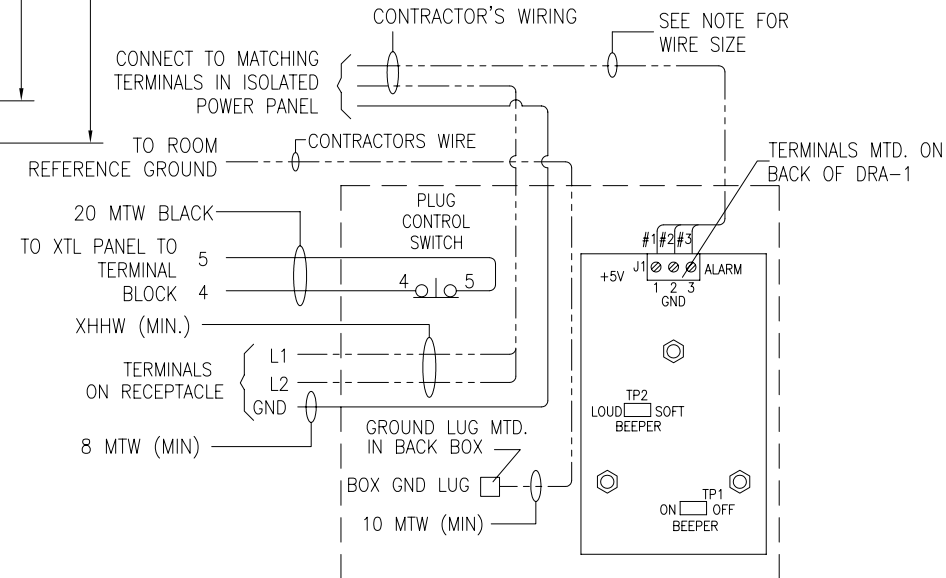 CONTRACTOR'S WIRING
SEE NOTE FOR
WIRE SIZE
CONNECT TO MATCHING
TERMINALS IN ISOLATED
POWER PANEL
TO ROOM
REFERENCE GROUND
CONTRACTORS WIRE
TERMINALS MTD. ON
BACK OF DRA-1
20 MTW BLACK
PLUG
CONTROL
SWITCH
TO XTL PANEL TO
TERMINAL
BLOCK
5
4
4 5
#1 #2 #3
J1
+5V
ALARM
1 2 3
GND
XHHW (MIN.)
TERMINALS
ON RECEPTACLE
L1
L2
GND
8 MTW (MIN)
GROUND LUG MTD.
IN BACK BOX
BOX GND LUG
10 MTW (MIN)
TP2
LOUD SOFT
BEEPER
TP1
ON OFF
BEEPER